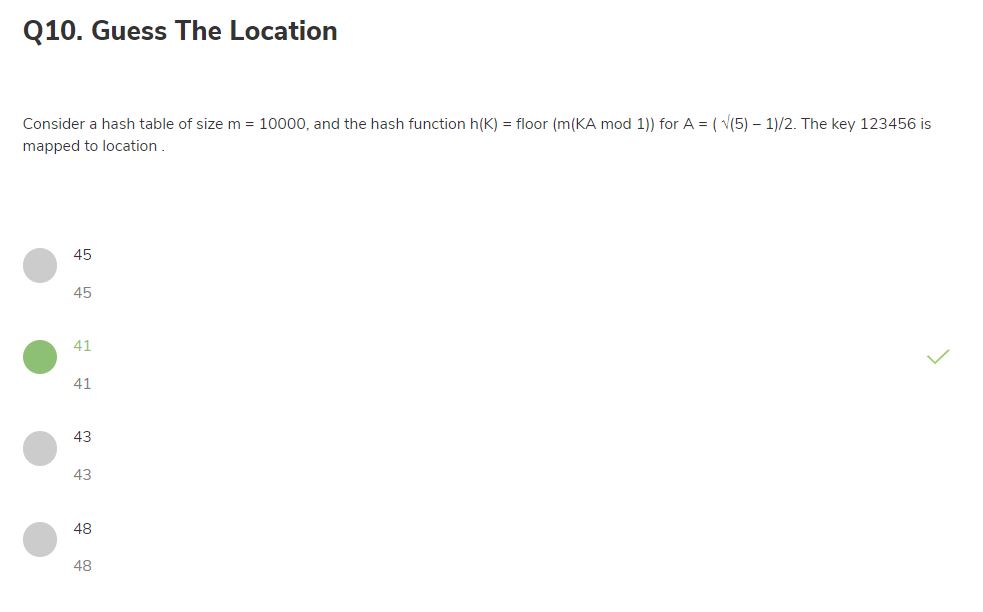 Q10. Guess The Location
Consider a hash table of size m = 10000, and the hash function h(K) = floor (m(KA mod 1)) for A = ( √(5) – 1)/2. The key 123456 is
mapped to location .
45
45
41
41
43
43
48
48